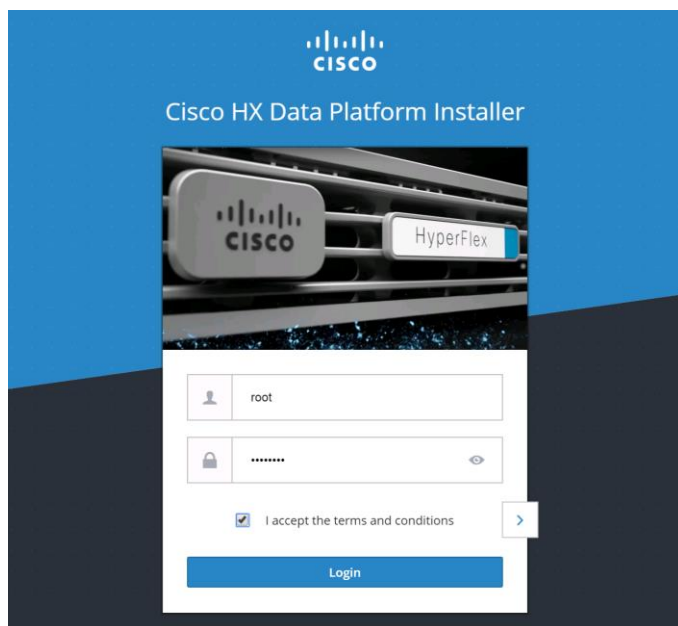 CISCO
Cisco HX Data Platform Installer
CISCO
HyperFlex
root
••••••••
I accept the terms and conditions
Login